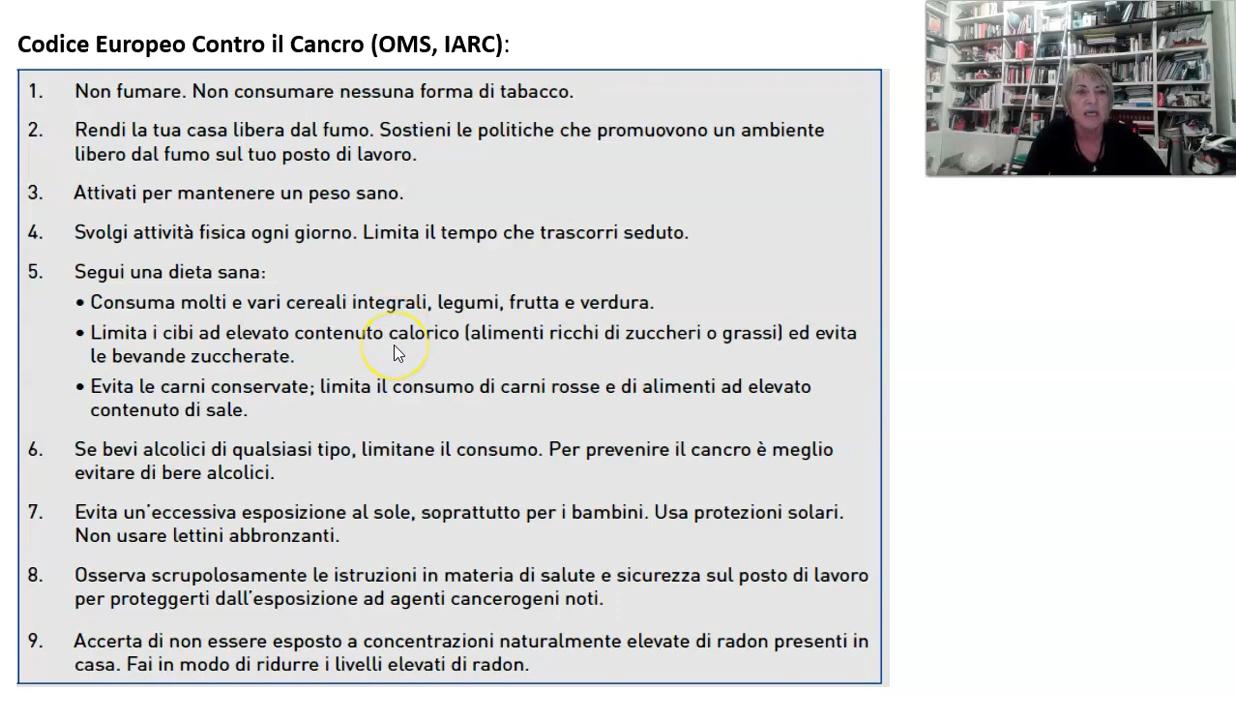 Codice Europeo Contro il Cancro (OMS, IARC):
1. Non fumare. Non consumare nessuna forma di tabacco.
2. Rendi la tua casa libera dal fumo. Sostieni le politiche che promuovono un ambiente
libero dal fumo sul tuo posto di lavoro.
3. Attivati per mantenere un peso sano.
4. Svolgi attività fisica ogni giorno. Limita il tempo che trascorri seduto.
5. Segui una dieta sana:
• Consuma molti e vari cereali integrali, legumi, frutta e verdura.
• Limita i cibi ad elevato contenuto calorico (alimenti ricchi di zuccheri o grassi) ed evita
le bevande zuccherate.
• Evita le carni conservate; limita il consumo di carni rosse e di alimenti ad elevato
contenuto di sale.
6. Se bevi alcolici di qualsiasi tipo, limitane il consumo. Per prevenire il cancro è meglio
evitare di bere alcolici.
7. Evita un'eccessiva esposizione al sole, soprattutto per i bambini. Usa protezioni solari.
Non usare lettini abbronzanti.
8. Osserva scrupolosamente le istruzioni in materia di salute e sicurezza sul posto di lavoro
per proteggerti dall'esposizione ad agenti cancerogeni noti.
9. Accerta di non essere esposto a concentrazioni naturalmente elevate di radon presenti in
casa. Fai in modo di ridurre i livelli elevati di radon.